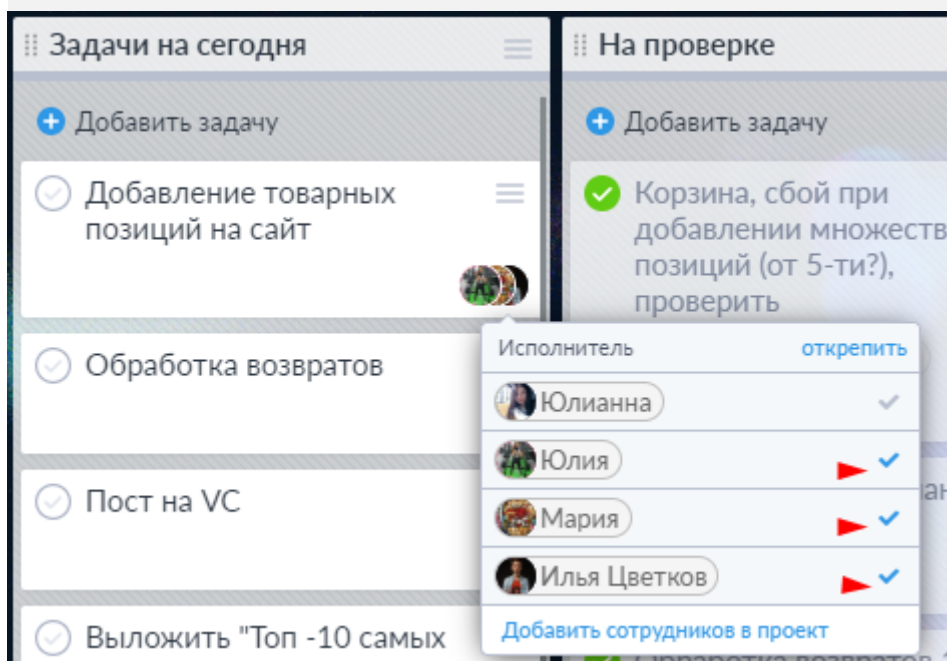 Задачи на сегодня
Добавить задачу
Добавление товарных
позиций на сайт
Обработка возвратов
Пост на VC
Выложить "Топ -10 самых
На проверке
Добавить задачу
Корзина, сбой при
добавлении множеств
позиций (от 5-ти?),
проверить
Исполнитель открепить
Юлианна
Юлия
Мария
Илья Цветков
Добавить сотрудников в проект